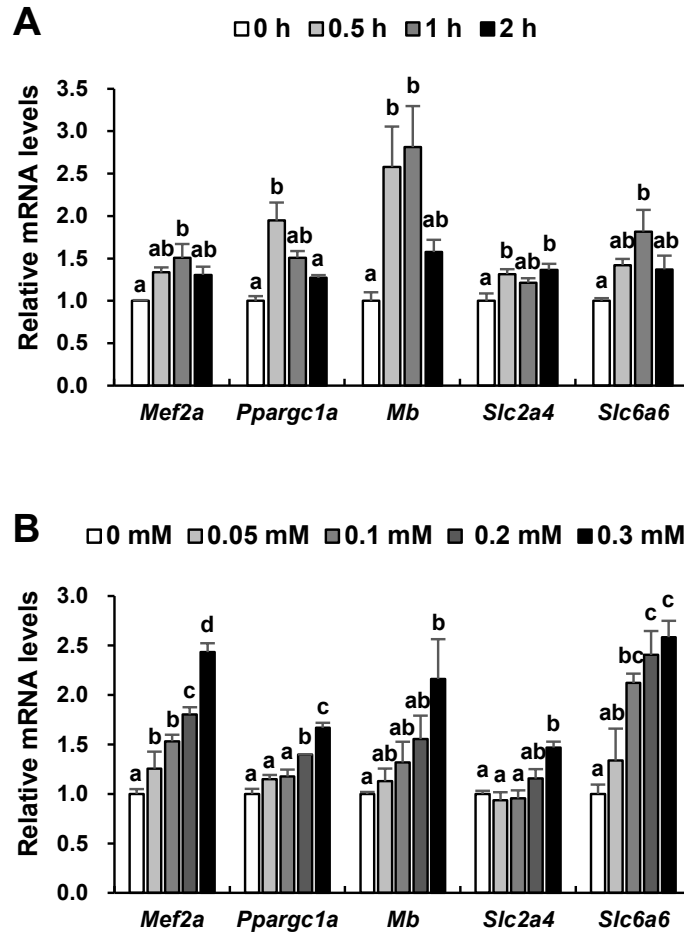 A
0 h 0.5 h 1 h 2 h
Relative mRNA levels
3.5
3.0
2.5
2.0
1.5
1.0
0.5
0.0
a ab b ab
a b ab a
a b b ab
a b ab b
a ab b ab
Mef2a Ppargc1a Mb Slc2a4 Slc6a6
B
0 mM 0.05 mM 0.1 mM 0.2 mM 0.3 mM
Relative mRNA levels
3.0
2.5
2.0
1.5
1.0
0.5
0.0
a b b c d
a a a b c
a ab ab ab b
a a a ab b
a ab bc c c
Mef2a Ppargc1a Mb Slc2a4 Slc6a6